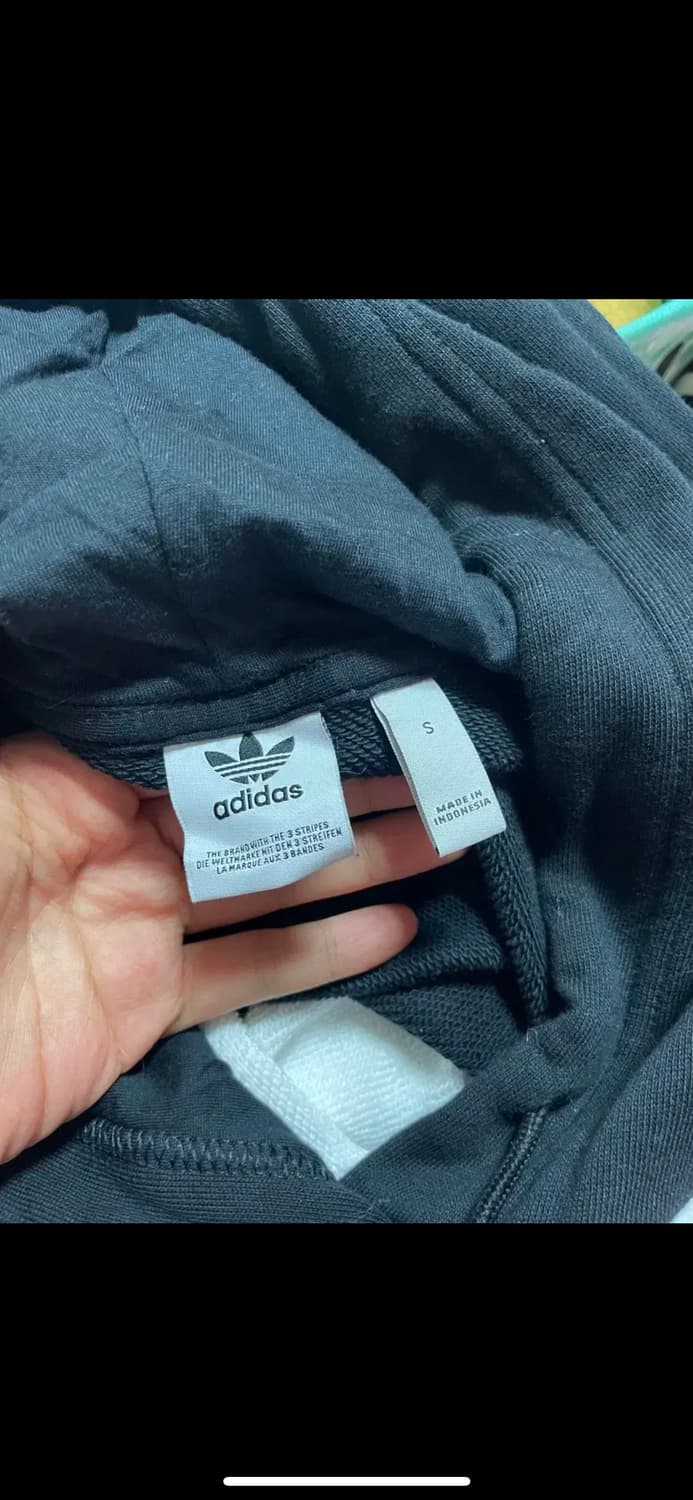 adidas
THE BRAND WITH THE 3 STRIPES
DIE WELTMARKE MIT DEN 3 STREIFEN
LA MARQUE AUX 3 BANDES
S
MADE IN
INDONESIA